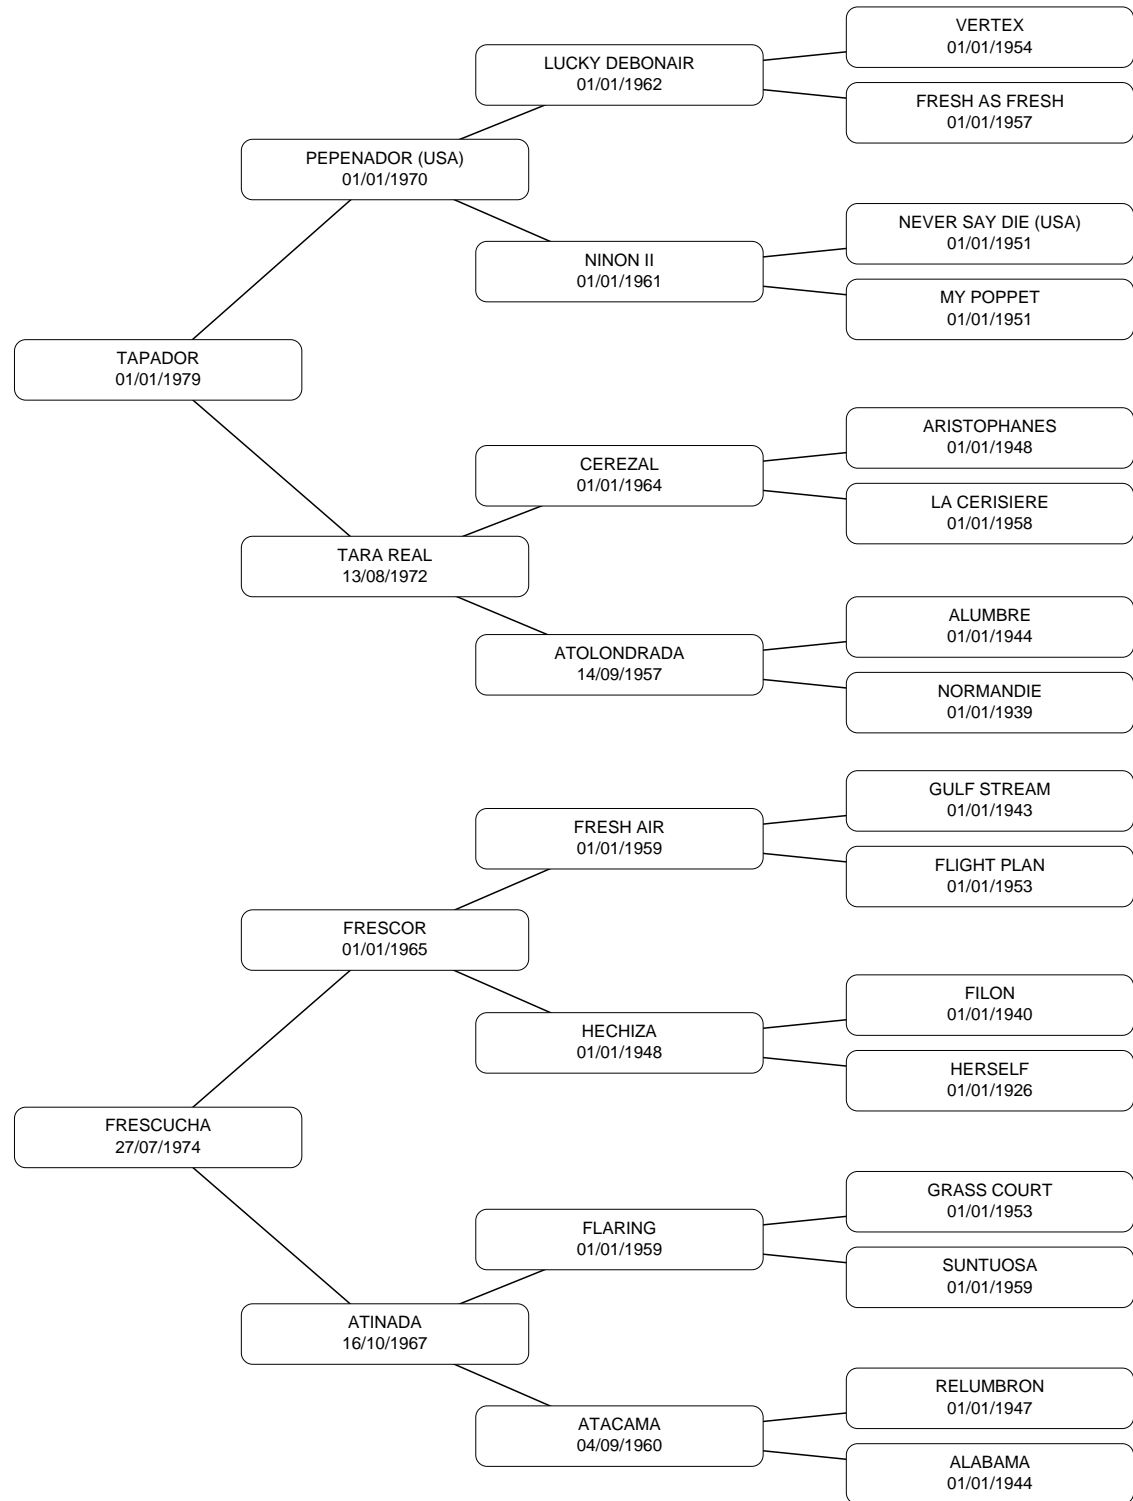 VERTEX
01/01/1954
LUCKY DEBONAIR
01/01/1962
FRESH AS FRESH
01/01/1957
PEPENADOR (USA)
01/01/1970
NEVER SAY DIE (USA)
01/01/1951
NINON II
01/01/1961
MY POPPET
01/01/1951
TAPADOR
01/01/1979
ARISTOPHANES
01/01/1948
CEREZAL
01/01/1964
LA CERISIERE
01/01/1958
TARA REAL
13/08/1972
ALUMBRE
01/01/1944
ATOLONDRADA
14/09/1957
NORMANDIE
01/01/1939
GULF STREAM
01/01/1943
FRESH AIR
01/01/1959
FLIGHT PLAN
01/01/1953
FRESCOR
01/01/1965
FILON
01/01/1940
HECHIZA
01/01/1948
HERSELF
01/01/1926
FRESCUCHA
27/07/1974
GRASS COURT
01/01/1953
FLARING
01/01/1959
SUNTUOSA
01/01/1959
ATINADA
16/10/1967
RELUMBRON
01/01/1947
ATACAMA
04/09/1960
ALABAMA
01/01/1944